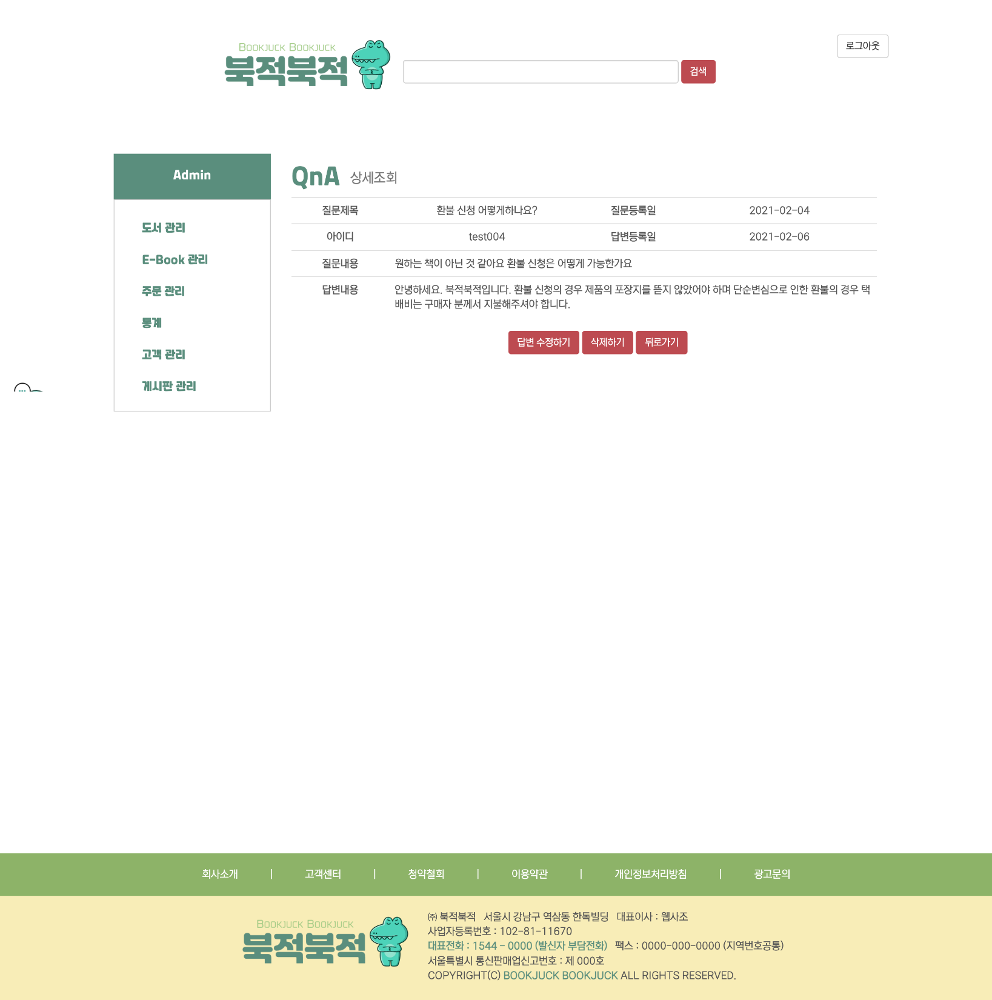 BOOKJUCK BOOKJUCK
북적북적
로그아웃
검색
Admin
도서 관리
E-Book 관리
주문 관리
통계
고객 관리
게시판 관리
QnA 상세조회
질문제목 환불 신청 어떻게하나요? 질문등록일 2021-02-04
아이디 test004 답변등록일 2021-02-06
질문내용 원하는 책이 아닌 것 같아요 환불 신청은 어떻게 가능한가요
답변내용 안녕하세요. 북적북적입니다. 환불 신청의 경우 제품의 포장지를 뜯지 않았어야 하며 단순변심으로 인한 환불의 경우 택
배비는 구매자 분께서 지불해주셔야 합니다.
답변 수정하기 삭제하기 뒤로가기
회사소개 | 고객센터 | 청약철회 | 이용약관 | 개인정보처리방침 | 광고문의
BOOKJUCK BOOKJUCK
북적북적
㈜ 북적북적 서울시 강남구 역삼동 한독빌딩 대표이사 : 웹사조
사업자등록번호 : 102-81-11670
대표전화 : 1544 - 0000 (발신자 부담전화) 팩스 : 0000-000-0000 (지역번호공통)
서울특별시 통신판매업신고번호 : 제 000호
COPYRIGHT(C) BOOKJUCK BOOKJUCK ALL RIGHTS RESERVED.